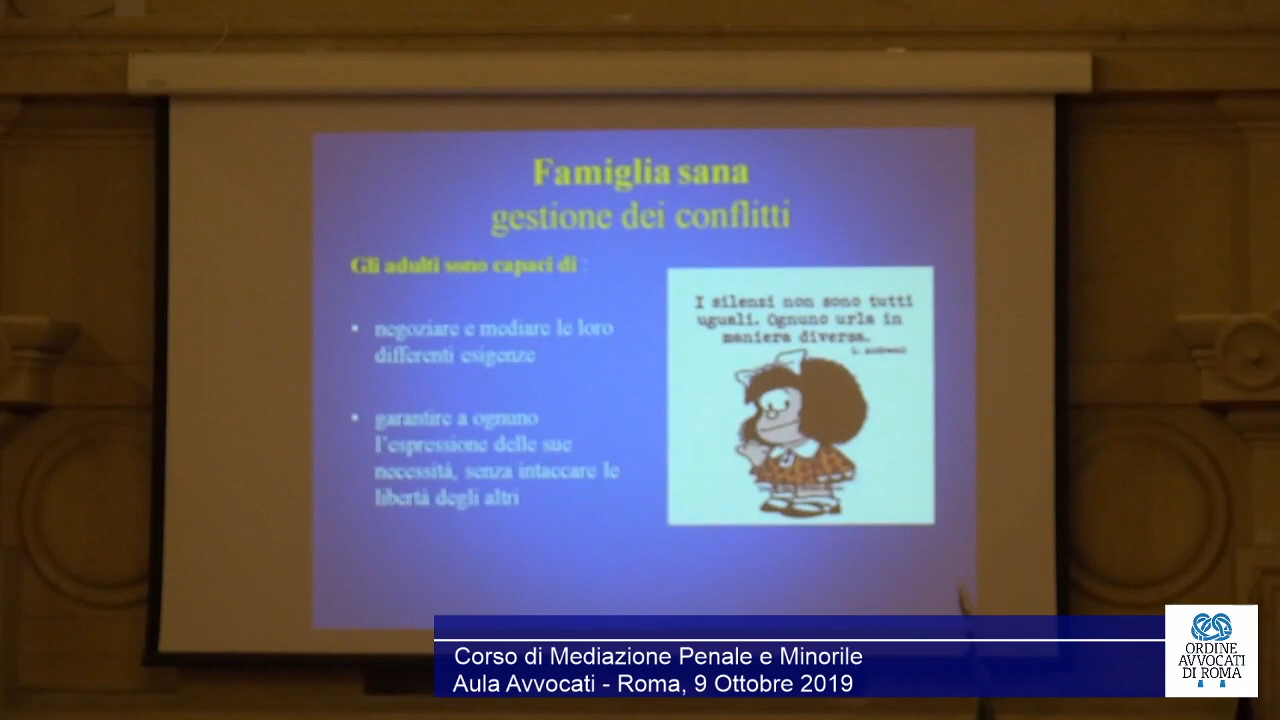 Famiglia sana
gestione dei conflitti
Gli adulti sono capaci di :
• negoziare e mediare le loro
differenti esigenze
• garantire a ognuno
l'espressione delle sue
necessità, senza intaccare le
libertà degli altri
I silenzi non sono tutti
uguali. Ognuno urla in
maniera diversa.
Corso di Mediazione Penale e Minorile
Aula Avvocati - Roma, 9 Ottobre 2019
ORDINE
AVVOCATI
DI ROMA